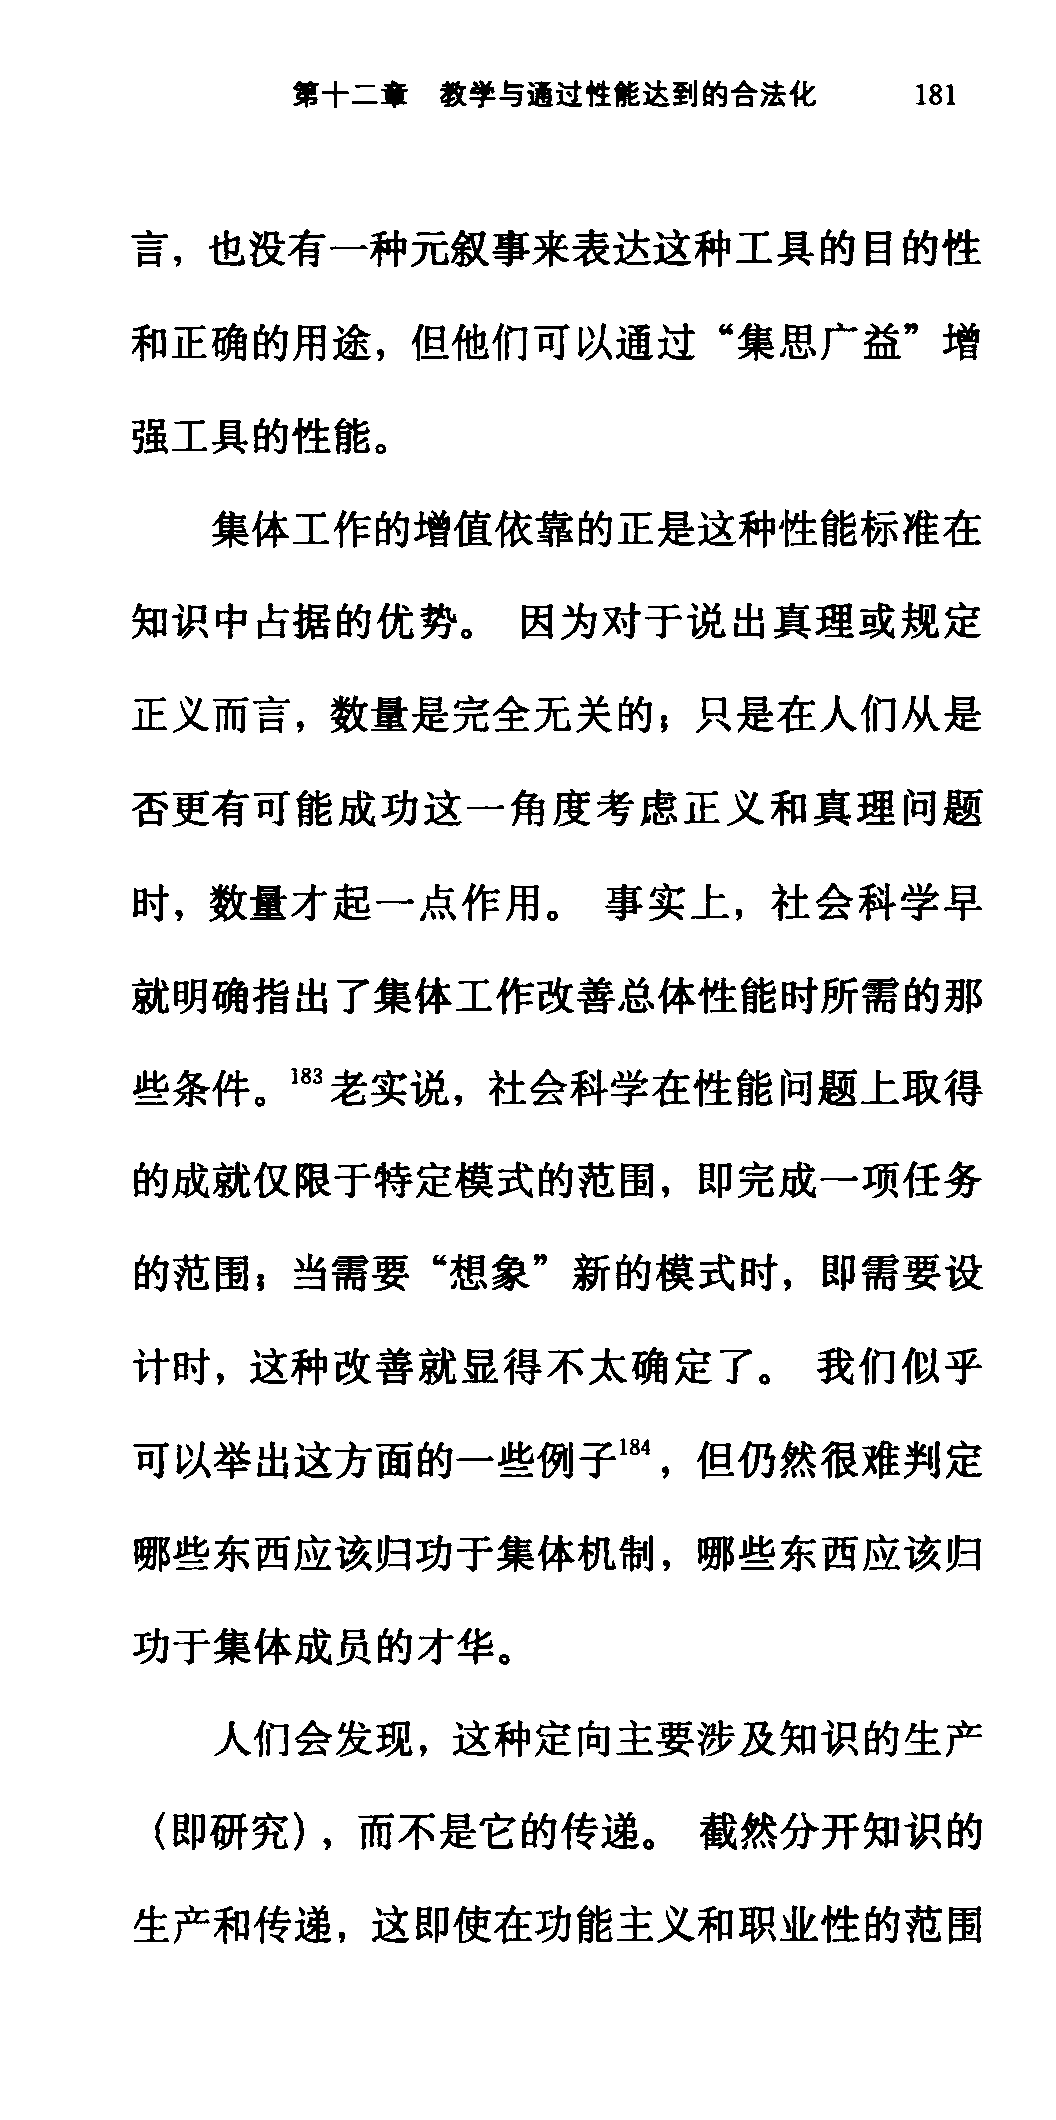 第十二章 教学与通过性能达到的合法化 181
言，也没有一种元叙事来表达这种工具的目的性
和正确的用途，但他们可以通过“集思广益”增
强工具的性能。
集体工作的增值依靠的正是这种性能标准在
知识中占据的优势。 因为对于说出真理或规定
正义而言，数量是完全无关的；只是在人们从是
否更有可能成功这一角度考虑正义和真理问题
时，数量才起一点作用。 事实上，社会科学早
就明确指出了集体工作改善总体性能时所需的那
些条件。183老实说，社会科学在性能问题上取得
的成就仅限于特定模式的范围，即完成一项任务
的范围；当需要“想象”新的模式时，即需要设
计时，这种改善就显得不太确定了。 我们似乎
可以举出这方面的一些例子184，但仍然很难判定
哪些东西应该归功于集体机制，哪些东西应该归
功于集体成员的才华。
人们会发现，这种定向主要涉及知识的生产
（即研究），而不是它的传递。 截然分开知识的
生产和传递，这即使在功能主义和职业性的范围